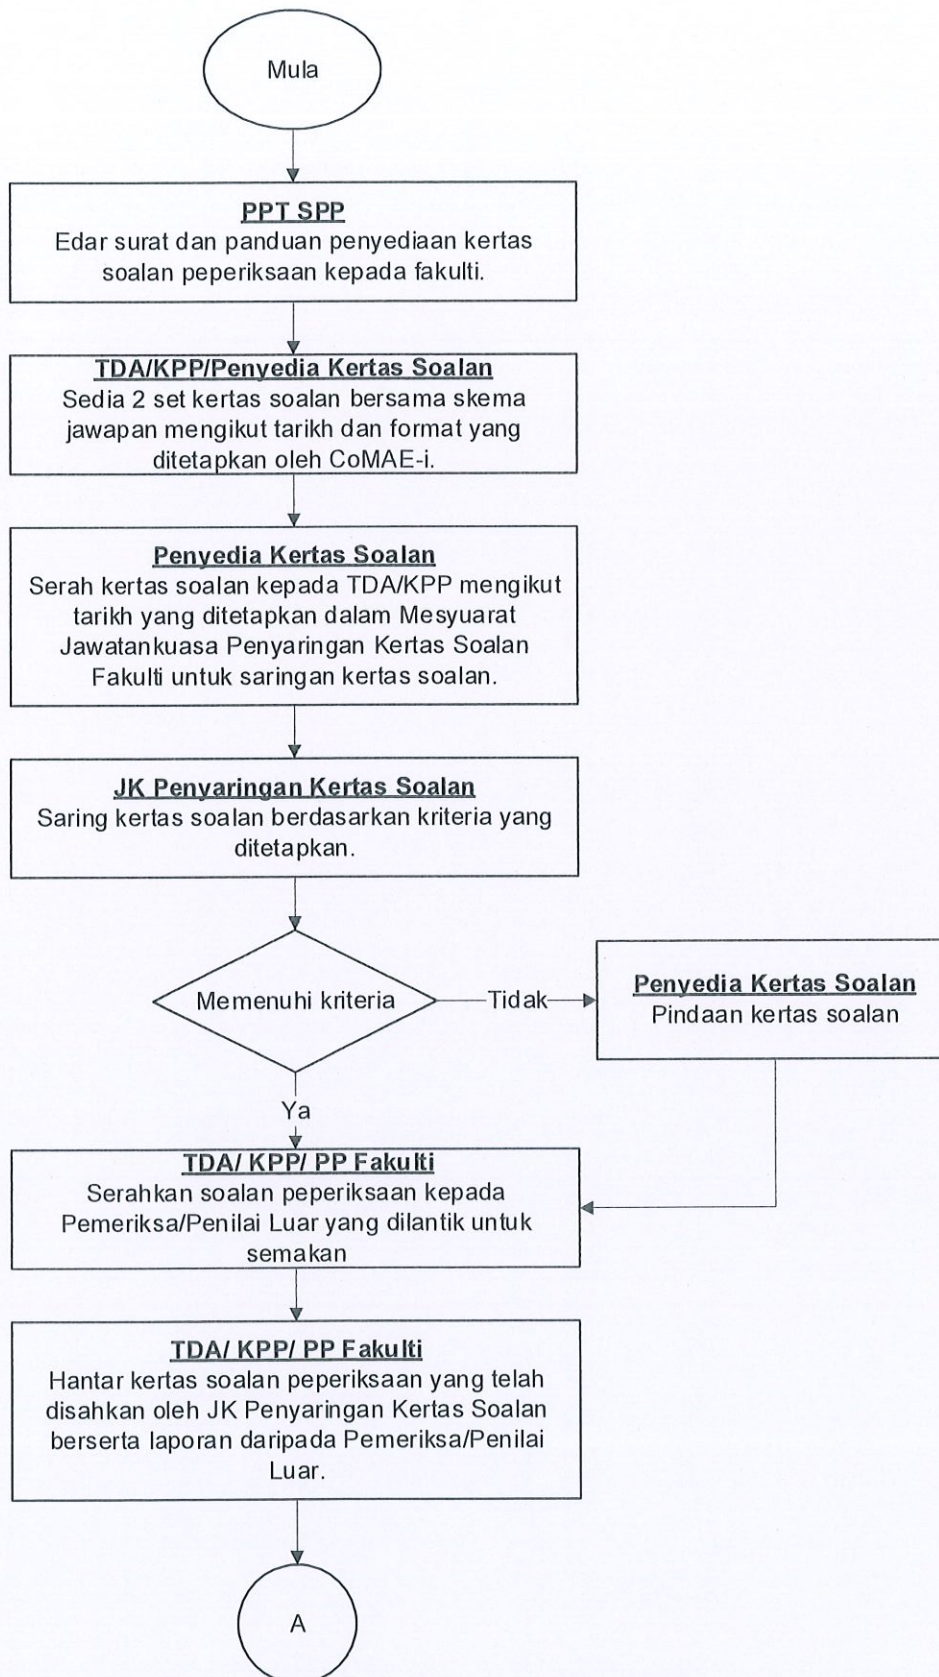 Mula
PPT SPP
Edar surat dan panduan penyediaan kertas
soalan peperiksaan kepada fakulti.
TDA/KPP/Penyedia Kertas Soalan
Sedia 2 set kertas soalan bersama skema
jawapan mengikut tarikh dan format yang
ditetapkan oleh CoMAE-i.
Penyedia Kertas Soalan
Serah kertas soalan kepada TDA/KPP mengikut
tarikh yang ditetapkan dalam Mesyuarat
Jawatankuasa Penyaringan Kertas Soalan
Fakulti untuk saringan kertas soalan.
JK Penyaringan Kertas Soalan
Saring kertas soalan berdasarkan kriteria yang
ditetapkan.
Memenuhi kriteria
Tidak
Penyedia Kertas Soalan
Pindaan kertas soalan
Ya
TDA/ KPP/ PP Fakulti
Serahkan soalan peperiksaan kepada
Pemeriksa/Penilai Luar yang dilantik untuk
semakan
TDA/ KPP/ PP Fakulti
Hantar kertas soalan peperiksaan yang telah
disahkan oleh JK Penyaringan Kertas Soalan
berserta laporan daripada Pemeriksa/Penilai
Luar.
A